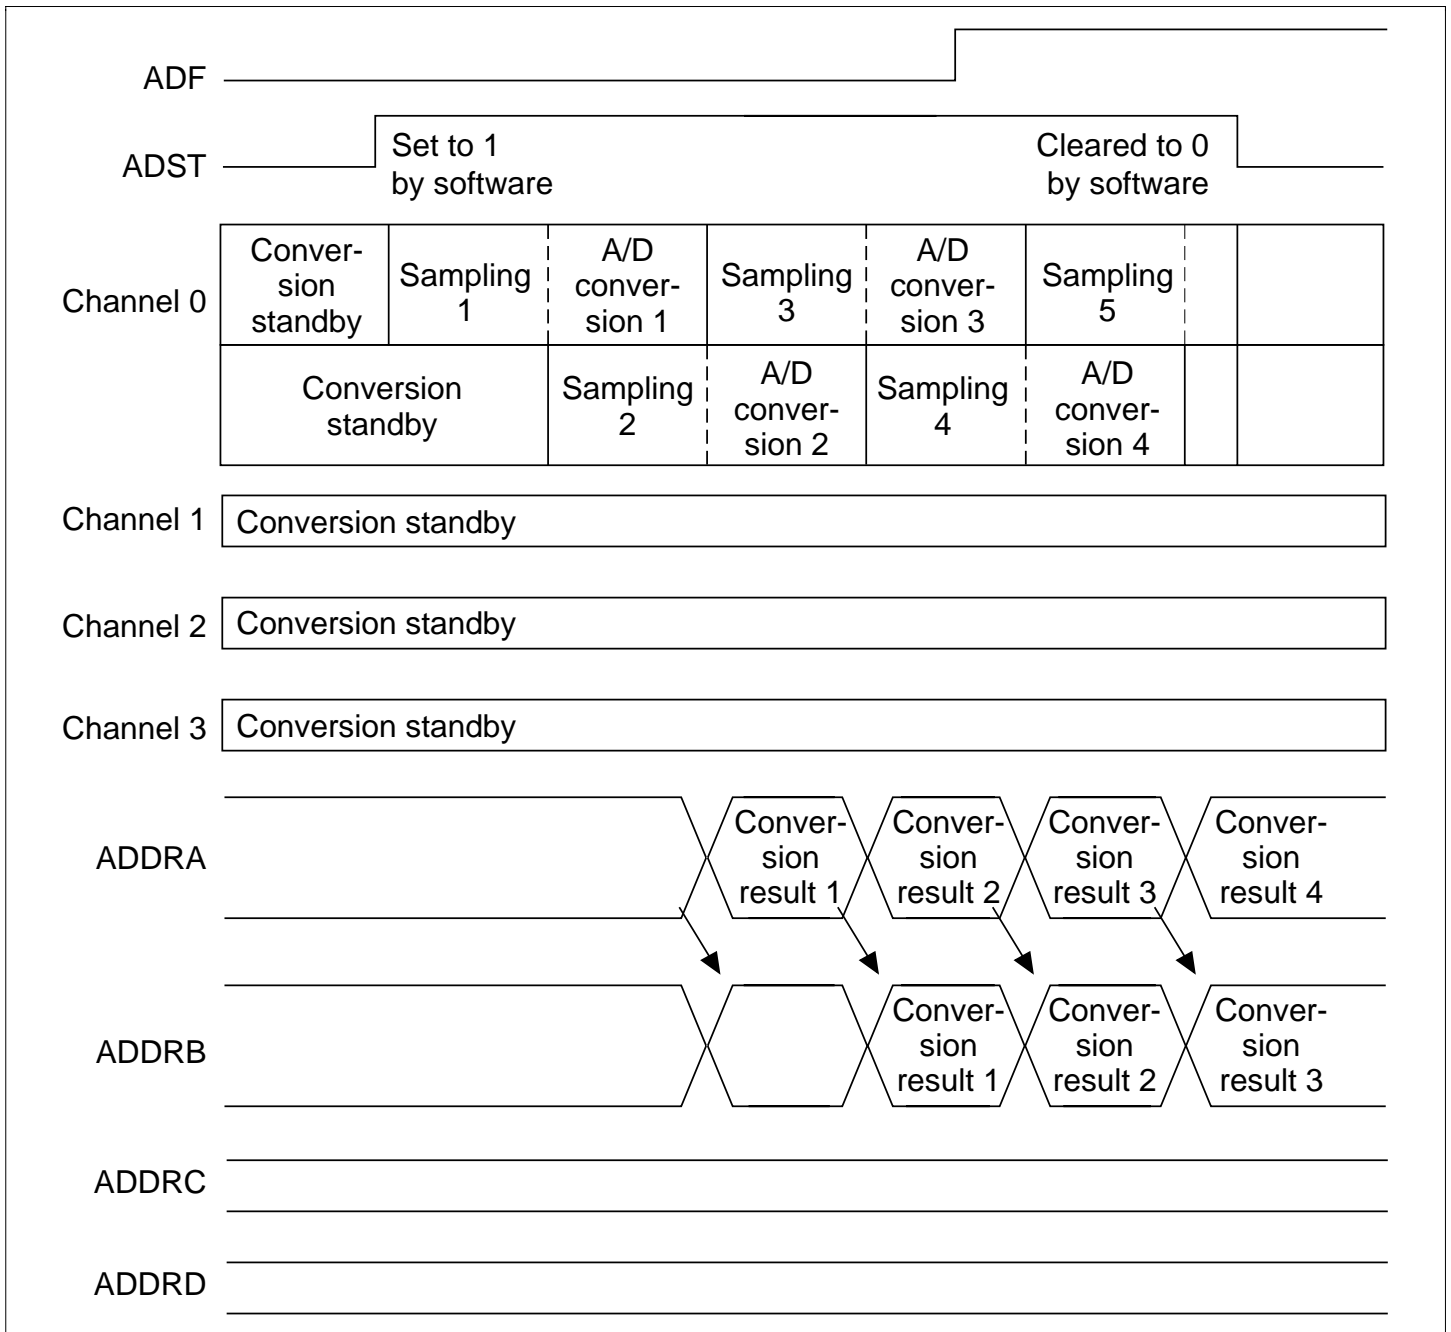 ADF
ADST
Set to 1
by software
Cleared to 0
by software
Channel 0
Conver-
sion
standby
Sampling
1
A/D
conver-
sion 1
Sampling
3
A/D
conver-
sion 3
Sampling
5
Conversion
standby
Sampling
2
A/D
conver-
sion 2
Sampling
4
A/D
conver-
sion 4
Channel 1
Conversion standby
Channel 2
Conversion standby
Channel 3
Conversion standby
ADDRA
Conver-
sion
result 1
Conver-
sion
result 2
Conver-
sion
result 3
Conver-
sion
result 4
ADDRB
Conver-
sion
result 1
Conver-
sion
result 2
Conver-
sion
result 3
ADDRC
ADDRD